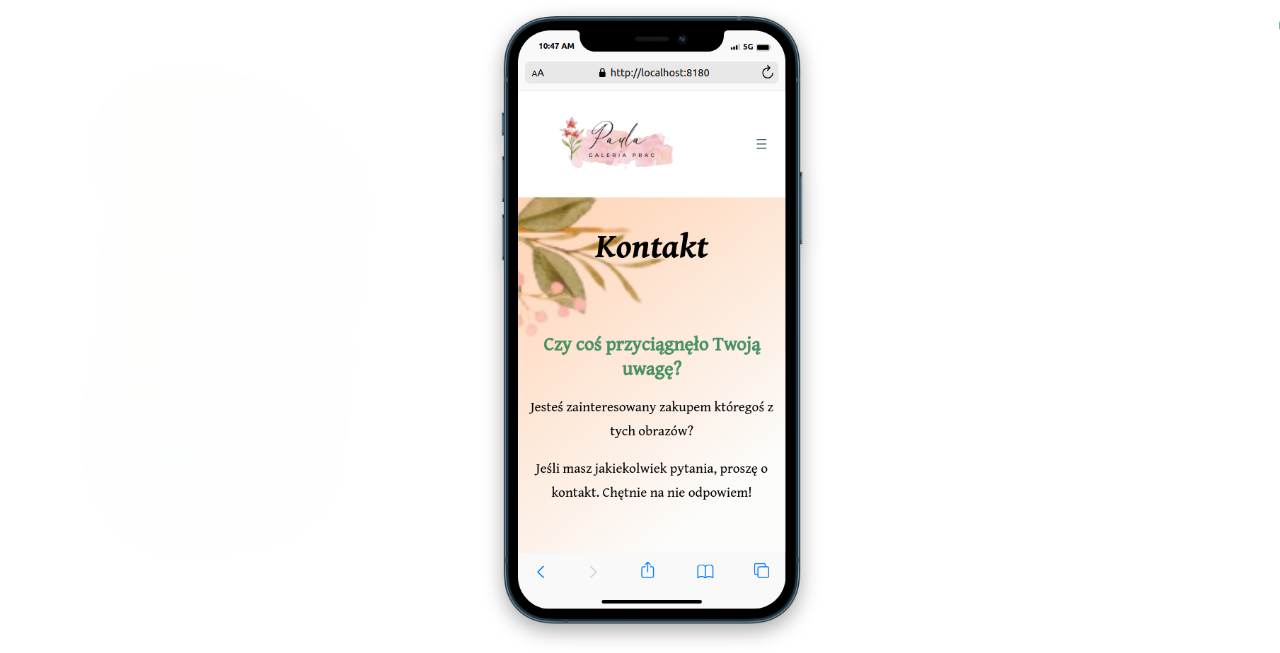 10:47 AM
5G
AA
http://localhost:8180
Paula
GALERIA PRAC
Kontakt
Czy coś przyciągnęło Twoją
uwagę?
Jesteś zainteresowany zakupem któregoś z
tych obrazów?
Jeśli masz jakiekolwiek pytania, proszę o
kontakt. Chętnie na nie odpowiem!